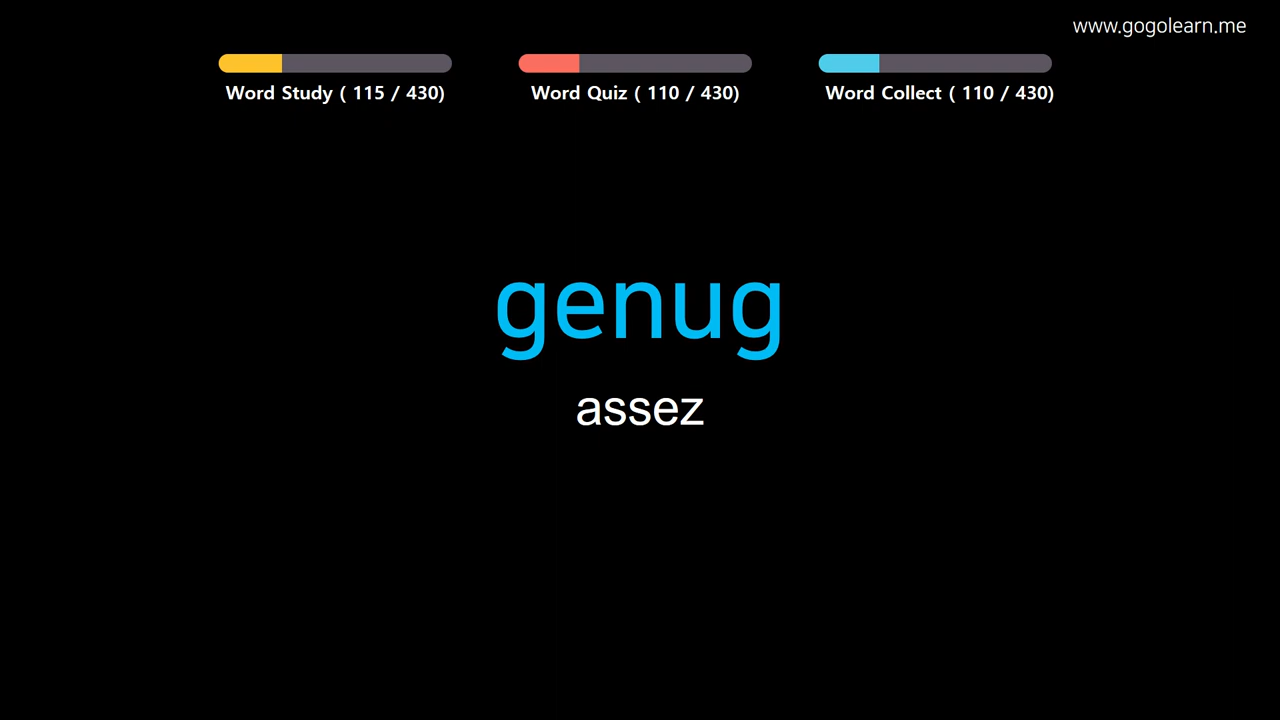 www.gogolearn.me
Word Study ( 115 / 430)
Word Quiz ( 110 / 430)
Word Collect ( 110 / 430)
genug
assez